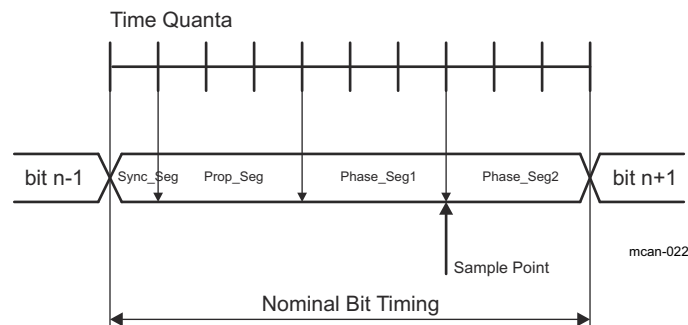 Time Quanta
bit n-1 Sync_Seg Prop_Seg Phase_Seg1 Phase_Seg2 bit n+1
mcan-022
Sample Point
Nominal Bit Timing